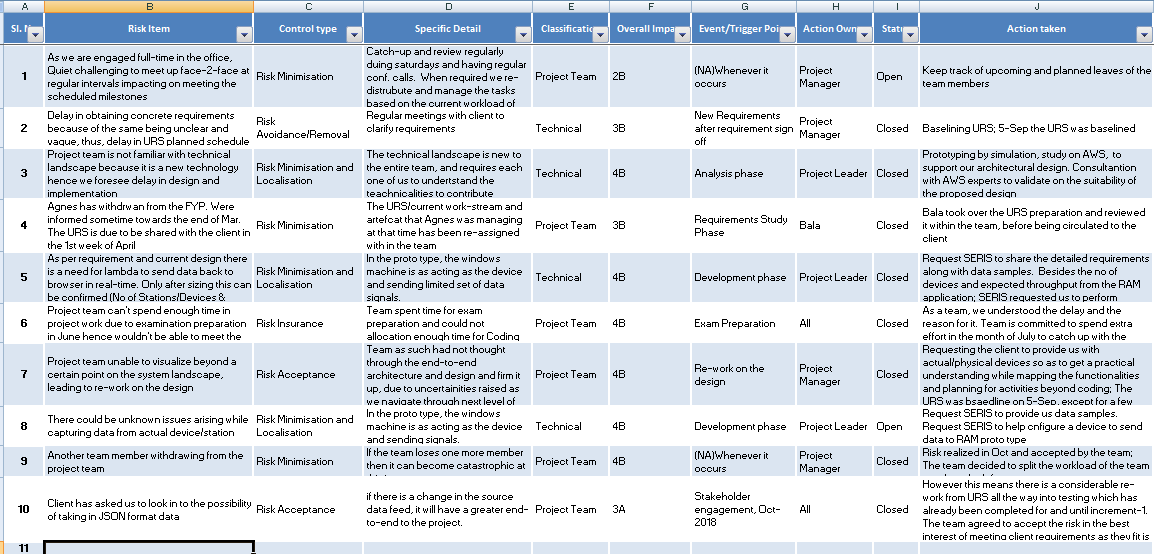 A B C D E F G H I J
Sl. N Risk Item Control type Specific Detail Classificatio Overall Impa Event/Trigger Poi Action Own Statu Action taken
1
As we are engaged full-time in the office,
Quiet challenging to meet up face-2-face at
regular intervals impacting on meeting the
scheduled milestones
Risk Minimisation
Catch-up and review regularly
duing saturdays and having regular
conf. calls. When required we re-
distrubute and manage the tasks
based on the current workload of
Project Team
2B
(NA)Whenever it
occurs
Project
Manager
Open
Keep track of upcoming and planned leaves of the
team members
2
Delay in obtaining concrete requirements
because of the same being unclear and
vague, thus, delay in URS planned schedule
Risk
Avoidance/Removal
Regular meetings with client to
clarify requirements
Technical
3B
New Requirements
after requirement sign
off
Project
Manager
Closed
Baselining URS; 5-Sep the URS was baselined
3
Project team is not familiar with technical
landscape because it is a new technology
hence we foresee delay in design and
implementation
Risk Minimisation and
Localisation
The technical landscape is new to
the entire team, and requires each
one of us to understand the
teachnicalities to contribute
Technical
4B
Analysis phase
Project Leader
Closed
Prototyping by simulation, study on AWS, to
support our architectural design. Consultantion
with AWS experts to validate on the suitability of
the proposed design
4
Agnes has withdrwan from the FYP. Were
informed sometime towards the end of Mar.
The URS is due to be shared with the client in
the 1st week of April
Risk Minimisation
The URS/current work-stream and
artefcat that Agnes was managing
at that time has been re-assigned
with in the team
Project Team
3B
Requirements Study
Phase
Bala
Closed
Bala took over the URS preparation and reviewed
it within the team, before being circulated to the
client
5
As per requirement and current design there
is a need for lambda to send data back to
browser in real-time. Only after sizing this can
be confirmed (No of Stations/Devices &
Risk Minimisation and
Localisation
In the proto type, the windows
machine is as acting as the device
and sending limited set of data
signals.
Technical
4B
Development phase
Project Leader
Closed
Request SERIS to share the detailed requirements
along with data samples. Besides the no of
devices and expected throughput from the RAM
application; SERIS requested us to perform
6
Project team can't spend enough time in
project work due to examination preparation
in June hence wouldn't be able to meet the
Risk Insurance
Team spent time for exam
preparation and could not
allocation enough time for Coding
Project Team
4B
Exam Preparation
All
Closed
As a team, we understood the delay and the
reason for it. Team is committed to spend extra
effort in the month of July to catch up with the
7
Project team unable to visualize beyond a
certain point on the system landscape,
leading to re-work on the design
Risk Acceptance
Team as such had not thought
through the end-to-end
architecture and design and firm it
up, due to uncertainities raised as
we navigate through next level of
Project Team
4B
Re-work on the
design
Project
Manager
Closed
Requesting the client to provide us with
actual/physical devices so as to get a practical
understanding while mapping the functionalities
and planning for activities beyond coding; The
URS was bsaedline on 5-Sep, except for a few
8
There could be unknown issues arising while
capturing data from actual device/station
Risk Minimisation and
Localisation
In the proto type, the windows
machine is as acting as the device
and sending signals.
Technical
4B
Development phase
Project Leader
Open
Request SERIS to provide us data samples.
Request SERIS to help cnfigure a device to send
data to RAM proto type
9
Another team member withdrawing from the
project team
Risk Minimisation
If the team loses one more member
then it can become catastrophic at
Project Team
4B
(NA)Whenever it
occurs
Project
Manager
Closed
Risk realized in Oct and accepted by the team;
The team decided to split the workload of the team
10
Client has asked us to look in to the possibility
of taking in JSON format data
Risk Acceptance
if there is a change in the source
data feed, it will have a greater end-
to-end to the project.
Project Team
3A
Stakeholder
engagement, Oct-
2018
All
Closed
However this means there is a considerable re-
work from URS all the way into testing which has
already been completed for and until increment-1.
The team agreed to accept the risk in the best
interest of meeting client requirements as they fit is
11